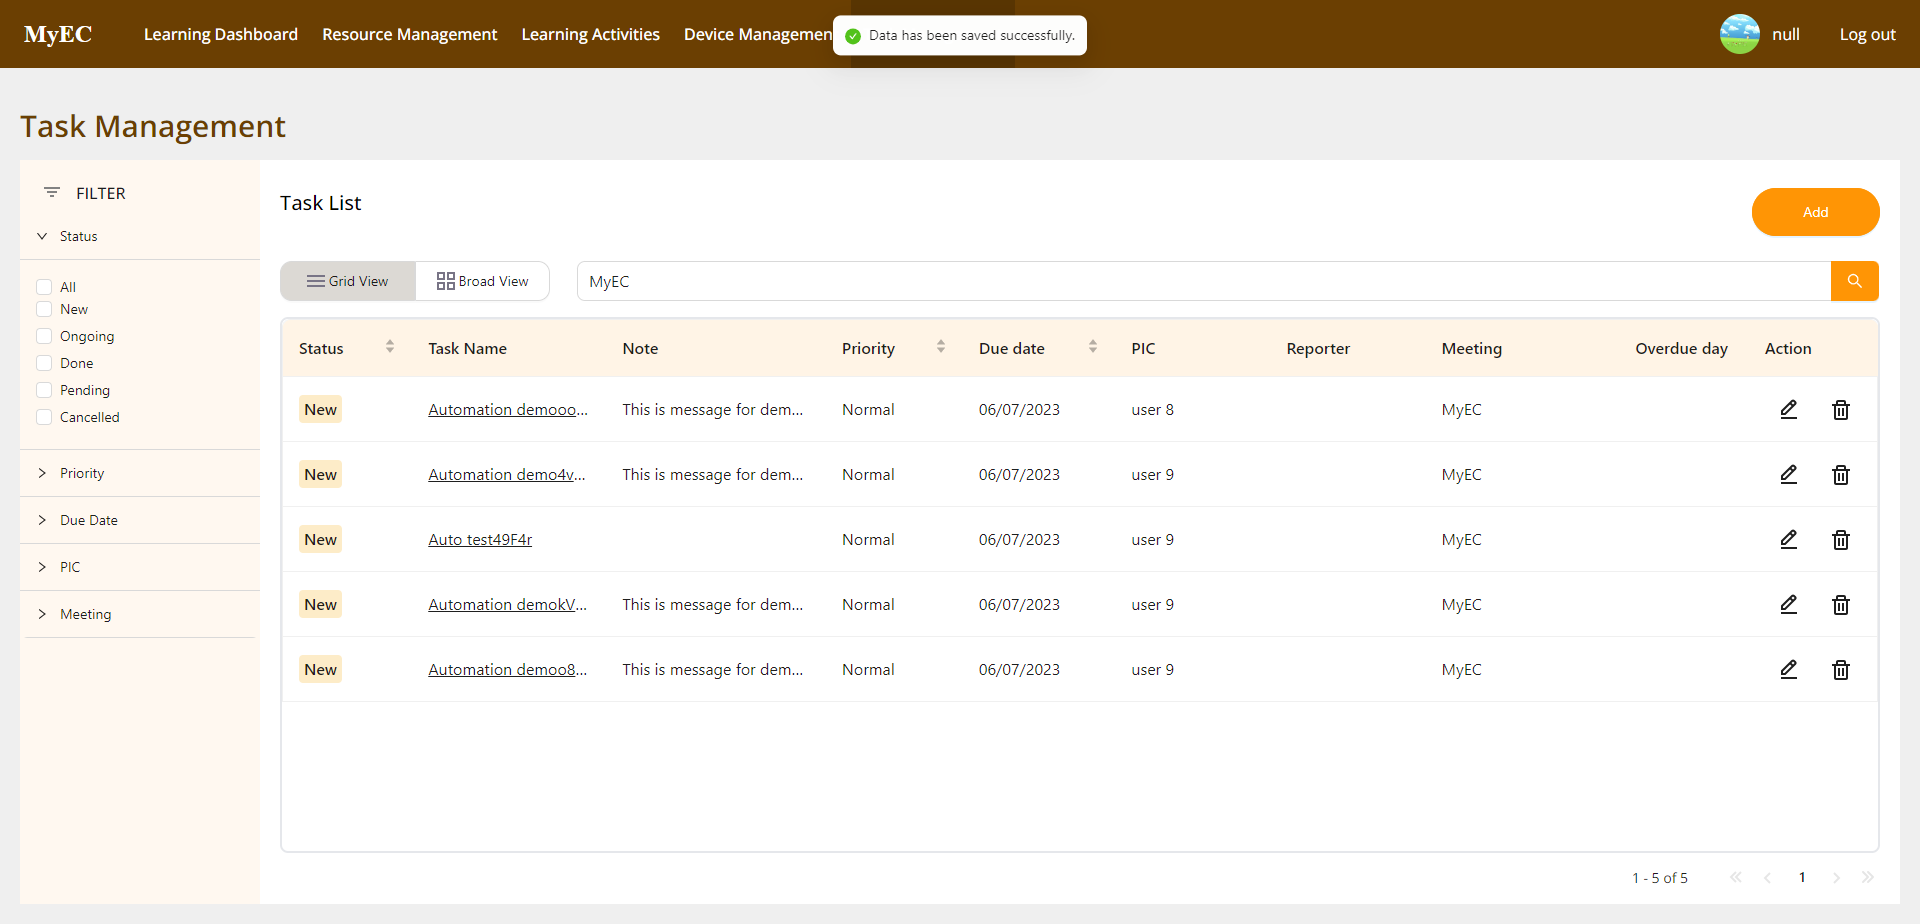 MyEC Learning Dashboard Resource Management Learning Activities Device Managemen Data has been saved successfully. null Log out
Task Management
FILTER
Status
All
New
Ongoing
Done
Pending
Cancelled
Priority
Due Date
PIC
Meeting
Task List
Add
Grid View Broad View MyEC
Status Task Name Note Priority Due date PIC Reporter Meeting Overdue day Action
New Automation demooo... This is message for dem... Normal 06/07/2023 user 8 MyEC
New Automation demo4v... This is message for dem... Normal 06/07/2023 user 9 MyEC
New Auto test49F4r Normal 06/07/2023 user 9 MyEC
New Automation demokV... This is message for dem... Normal 06/07/2023 user 9 MyEC
New Automation demoo8... This is message for dem... Normal 06/07/2023 user 9 MyEC
1 - 5 of 5 1